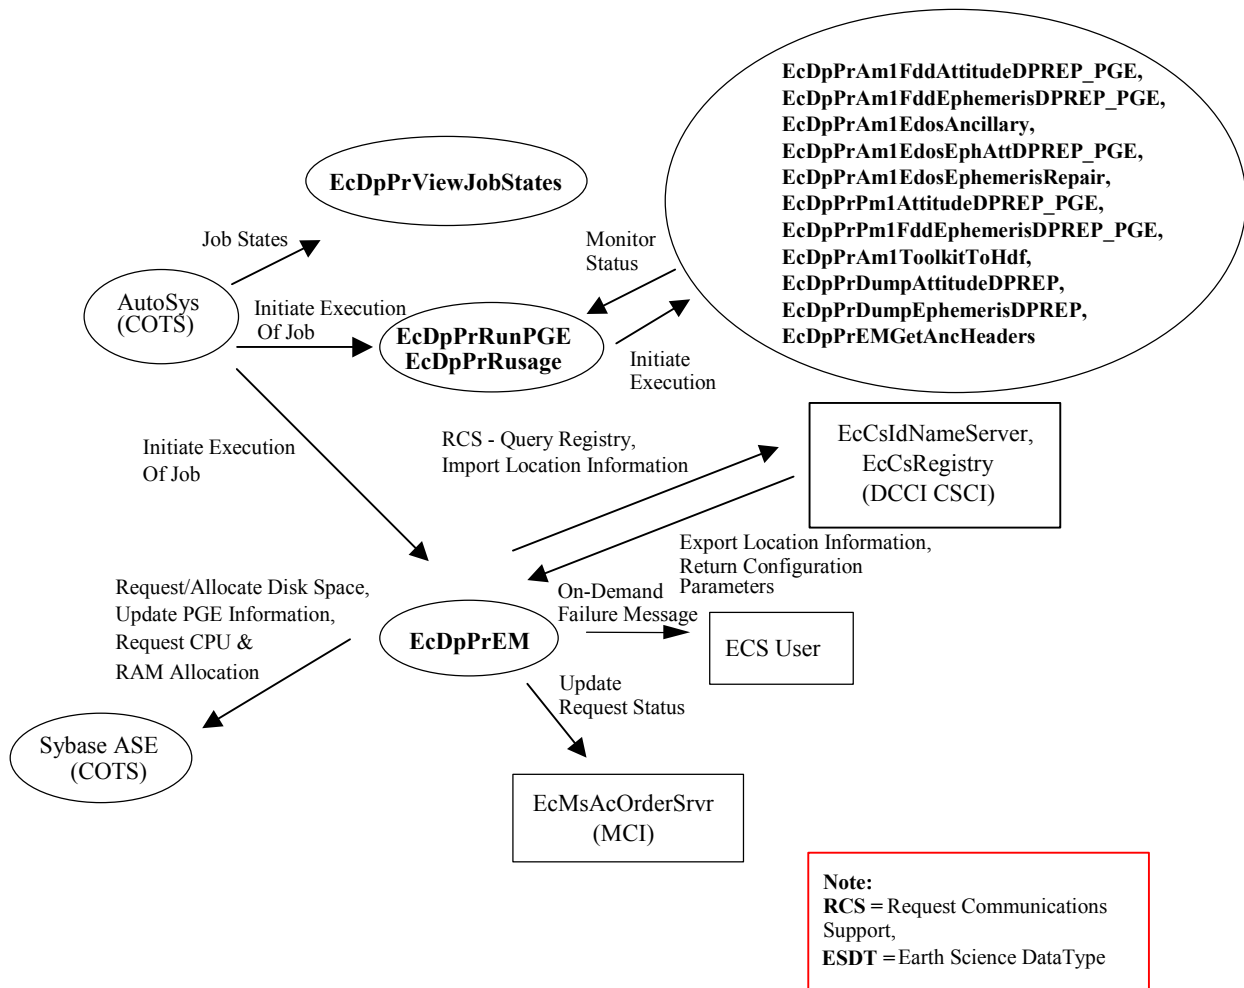 EcDpPrAm1FddAttitudeDPREP_PGE,
EcDpPrAm1FddEphemerisDPREP_PGE,
EcDpPrAm1EdosAncillary,
EcDpPrAm1EdosEphAttDPREP_PGE,
EcDpPrAm1EdosEphemerisRepair,
EcDpPrPm1AttitudeDPREP_PGE,
EcDpPrPm1FddEphemerisDPREP_PGE,
EcDpPrAm1ToolkitToHdf,
EcDpPrDumpAttitudeDPREP,
EcDpPrDumpEphemerisDPREP,
EcDpPrEMGetAncHeaders
EcDpPrViewJobStates
Job States
Monitor
Status
AutoSys
(COTS)
Initiate Execution
Of Job
EcDpPrRunPGE
EcDpPrRusage
Initiate
Execution
Initiate Execution
Of Job
RCS - Query Registry,
Import Location Information
EcCsIdNameServer,
EcCsRegistry
(DCCI CSCI)
Export Location Information,
Return Configuration
Parameters
Request/Allocate Disk Space,
Update PGE Information,
Request CPU &
RAM Allocation
On-Demand
Failure Message
EcDpPrEM
ECS User
Update
Request Status
Sybase ASE
(COTS)
EcMsAcOrderSrvr
(MCI)
Note:
RCS = Request Communications
Support,
ESDT = Earth Science DataType